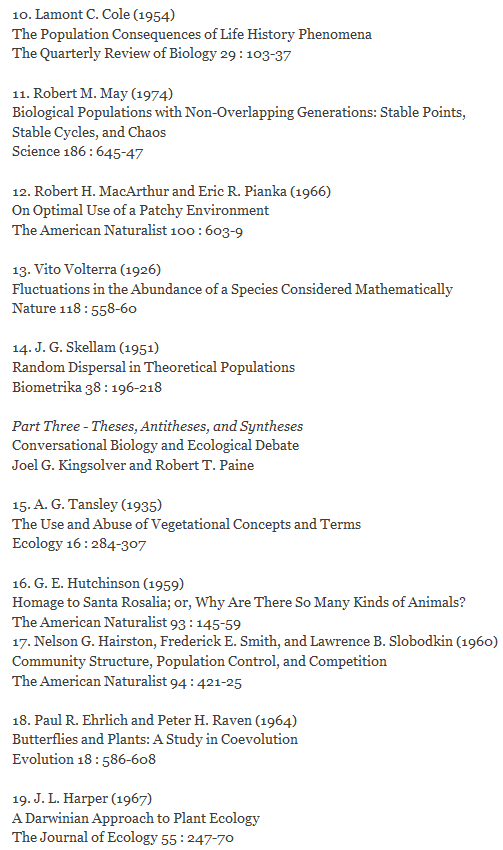 10. Lamont C. Cole (1954)
The Population Consequences of Life History Phenomena
The Quarterly Review of Biology 29 : 103-37
11. Robert M. May (1974)
Biological Populations with Non-Overlapping Generations: Stable Points,
Stable Cycles, and Chaos
Science 186 : 645-47
12. Robert H. MacArthur and Eric R. Pianka (1966)
On Optimal Use of a Patchy Environment
The American Naturalist 100 : 603-9
13. Vito Volterra (1926)
Fluctuations in the Abundance of a Species Considered Mathematically
Nature 118 : 558-60
14. J. G. Skellam (1951)
Random Dispersal in Theoretical Populations
Biometrika 38 : 196-218
Part Three - Theses, Antitheses, and Syntheses
Conversational Biology and Ecological Debate
Joel G. Kingsolver and Robert T. Paine
15. A. G. Tansley (1935)
The Use and Abuse of Vegetational Concepts and Terms
Ecology 16 : 284-307
16. G. E. Hutchinson (1959)
Homage to Santa Rosalia; or, Why Are There So Many Kinds of Animals?
The American Naturalist 93 : 145-59
17. Nelson G. Hairston, Frederick E. Smith, and Lawrence B. Slobodkin (1960)
Community Structure, Population Control, and Competition
The American Naturalist 94 : 421-25
18. Paul R. Ehrlich and Peter H. Raven (1964)
Butterflies and Plants: A Study in Coevolution
Evolution 18 : 586-608
19. J. L. Harper (1967)
A Darwinian Approach to Plant Ecology
The Journal of Ecology 55 : 247-70